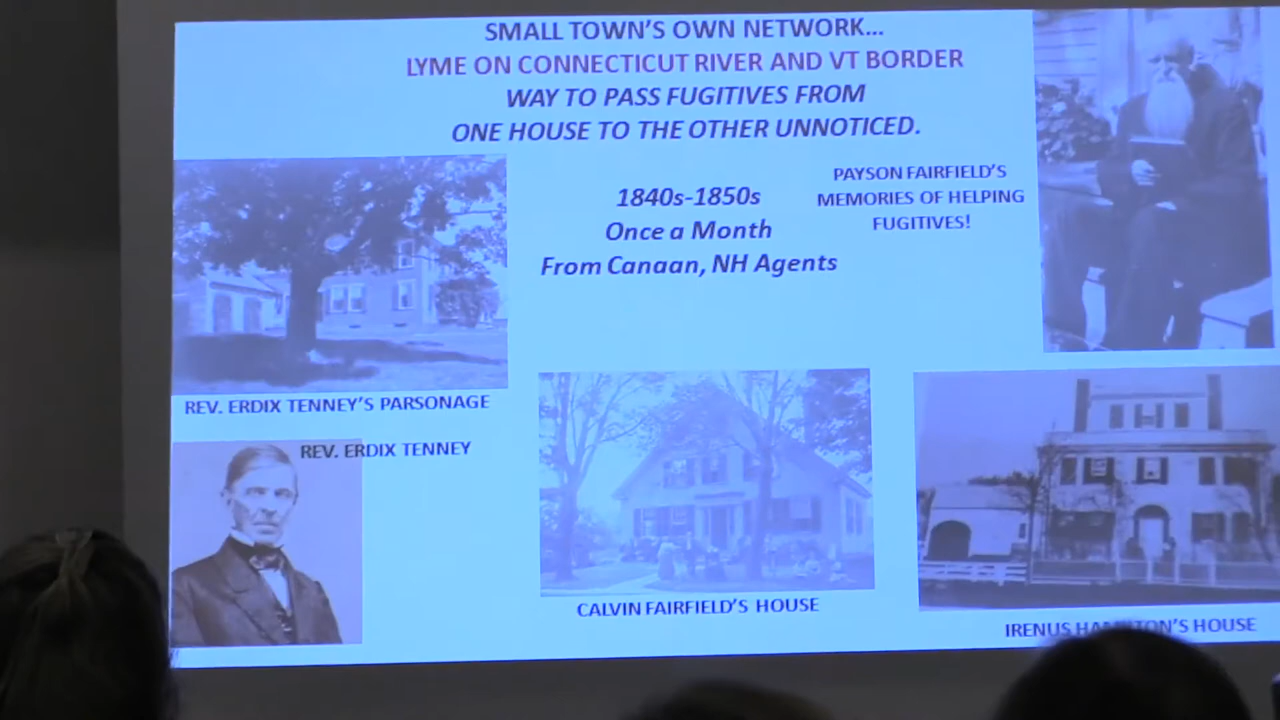 SMALL TOWN'S OWN NETWORK...
LYME ON CONNECTICUT RIVER AND VT BORDER
WAY TO PASS FUGITIVES FROM
ONE HOUSE TO THE OTHER UNNOTICED.
1840s-1850s
Once a Month
From Canaan, NH Agents
PAYSON FAIRFIELD'S
MEMORIES OF HELPING
FUGITIVES!
REV. ERDIX TENNEY'S PARSONAGE
REV. ERDIX TENNEY
CALVIN FAIRFIELD'S HOUSE
IRENUS HOUSE